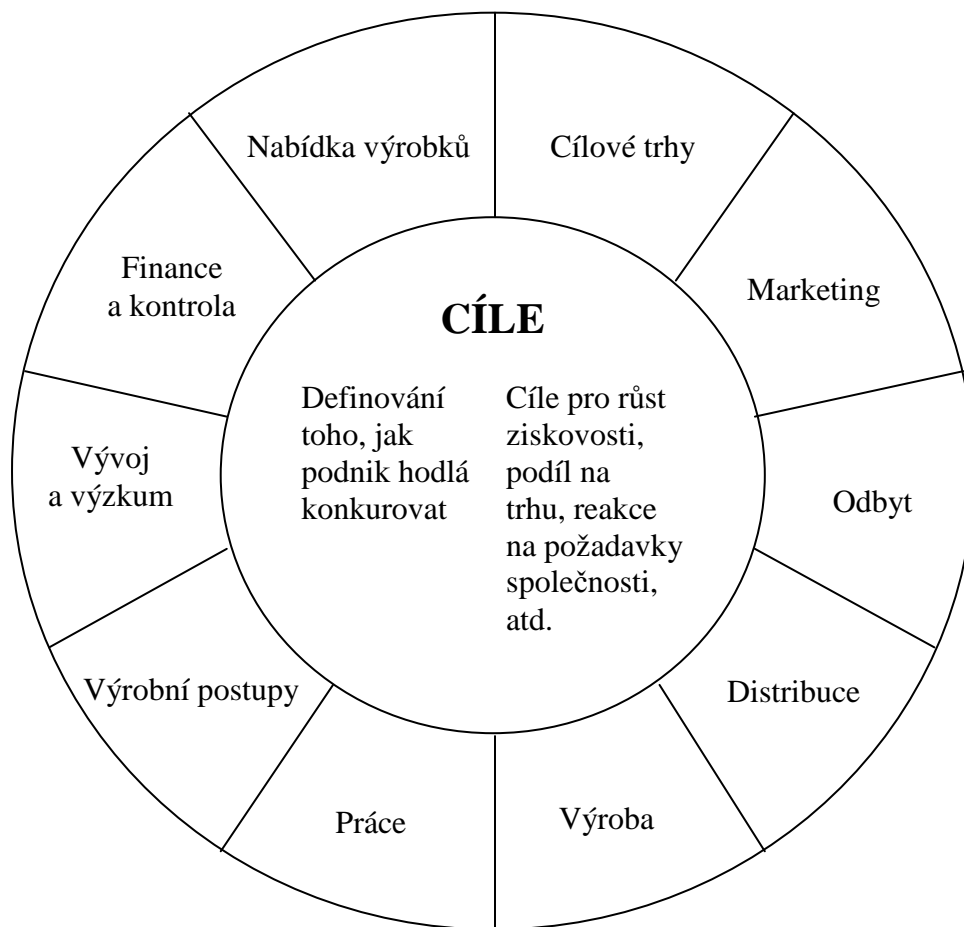 Nabídka výrobků
Cílové trhy
Finance
a kontrola
Marketing
CÍLE
Definování
toho, jak
podnik hodlá
konkurovat
Cíle pro růst
ziskovosti,
podíl na
trhu, reakce
na požadavky
společnosti,
atd.
Vývoj
a výzkum
Odbyt
Výrobní postupy
Distribuce
Práce
Výroba